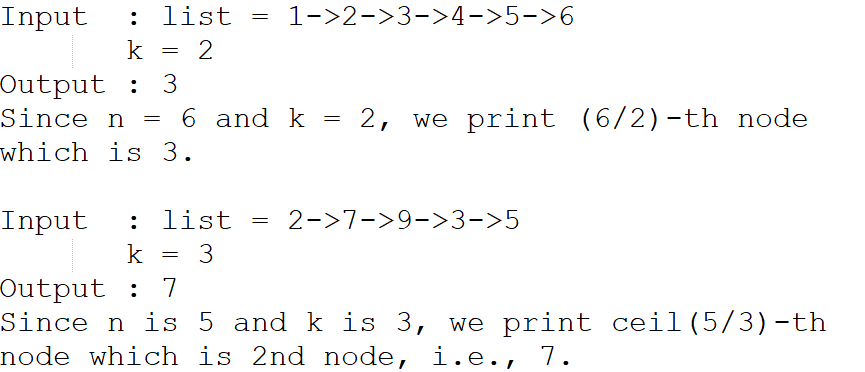 Input  : list = 1->2->3->4->5->6
        k = 2
Output : 3
Since n = 6 and k = 2, we print (6/2)-th node
which is 3.

Input  : list = 2->7->9->3->5
        k = 3
Output : 7
Since n is 5 and k is 3, we print ceil(5/3)-th
node which is 2nd node, i.e., 7.